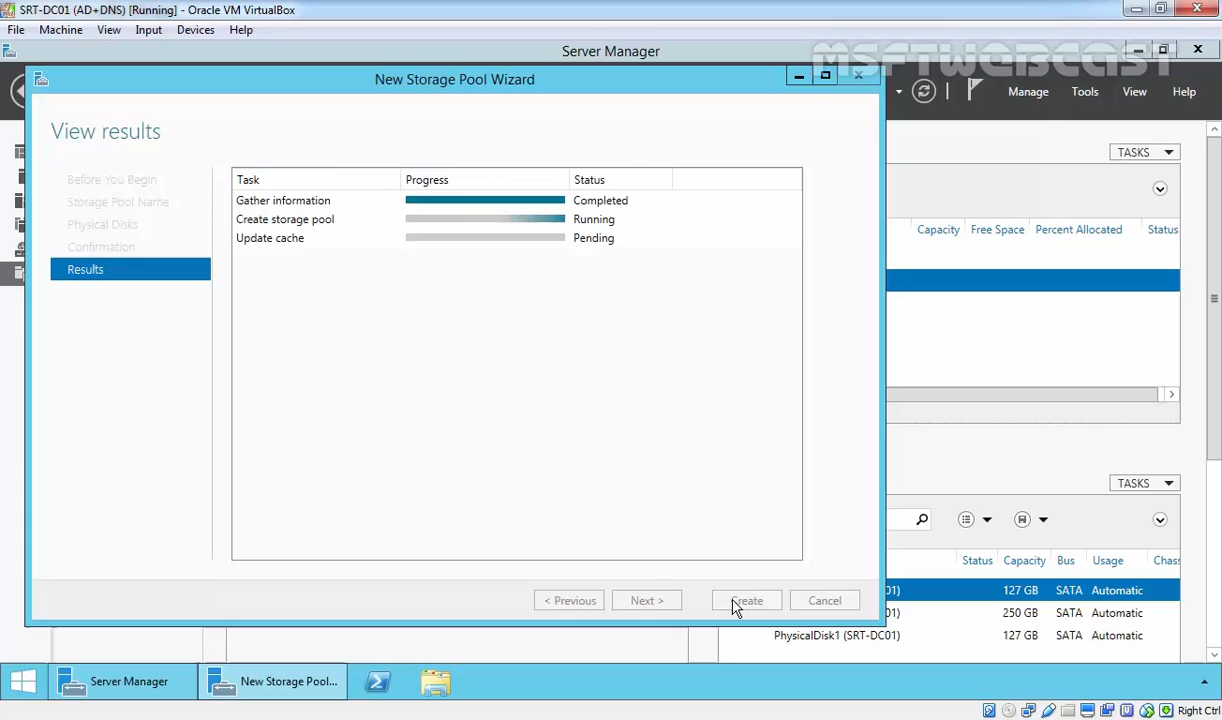 SRT-DC01 (AD+DNS) [Running] - Oracle VM VirtualBox
File Machine View Input Devices Help
Server Manager
MSFTWEBCAST
New Storage Pool Wizard
Manage Tools View Help
View results
TASKS
Before You Begin
Storage Pool Name
Physical Disks
Confirmation
Results
Task Progress Status
Gather information Completed
Create storage pool Running
Update cache Pending
Capacity Free Space Percent Allocated Status
TASKS
Status Capacity Bus Usage Chass
01) 127 GB SATA Automatic
01) 250 GB SATA Automatic
PhysicalDisk1 (SRT-DC01) 127 GB SATA Automatic
< Previous Next > Create Cancel
Server Manager New Storage Pool...
Right Ctrl